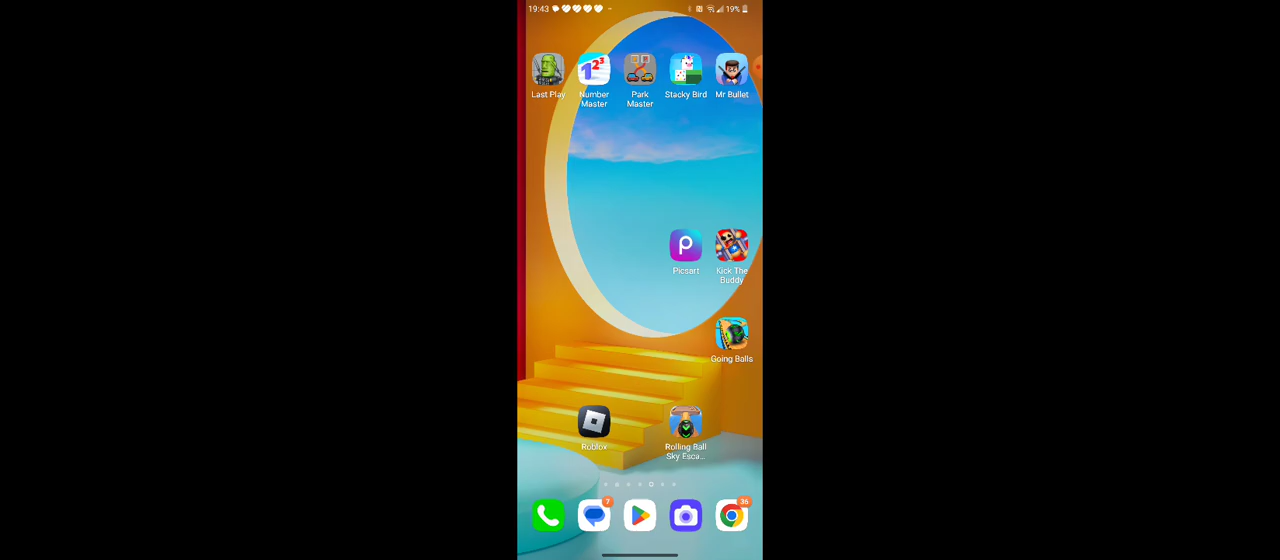 19:43
19%
Last Play
Number Master
Park Master
Stacky Bird
Mr Bullet
Picsart
Kick The Buddy
Going Balls
Roblox
Rolling Ball Sky Esca...
7
36